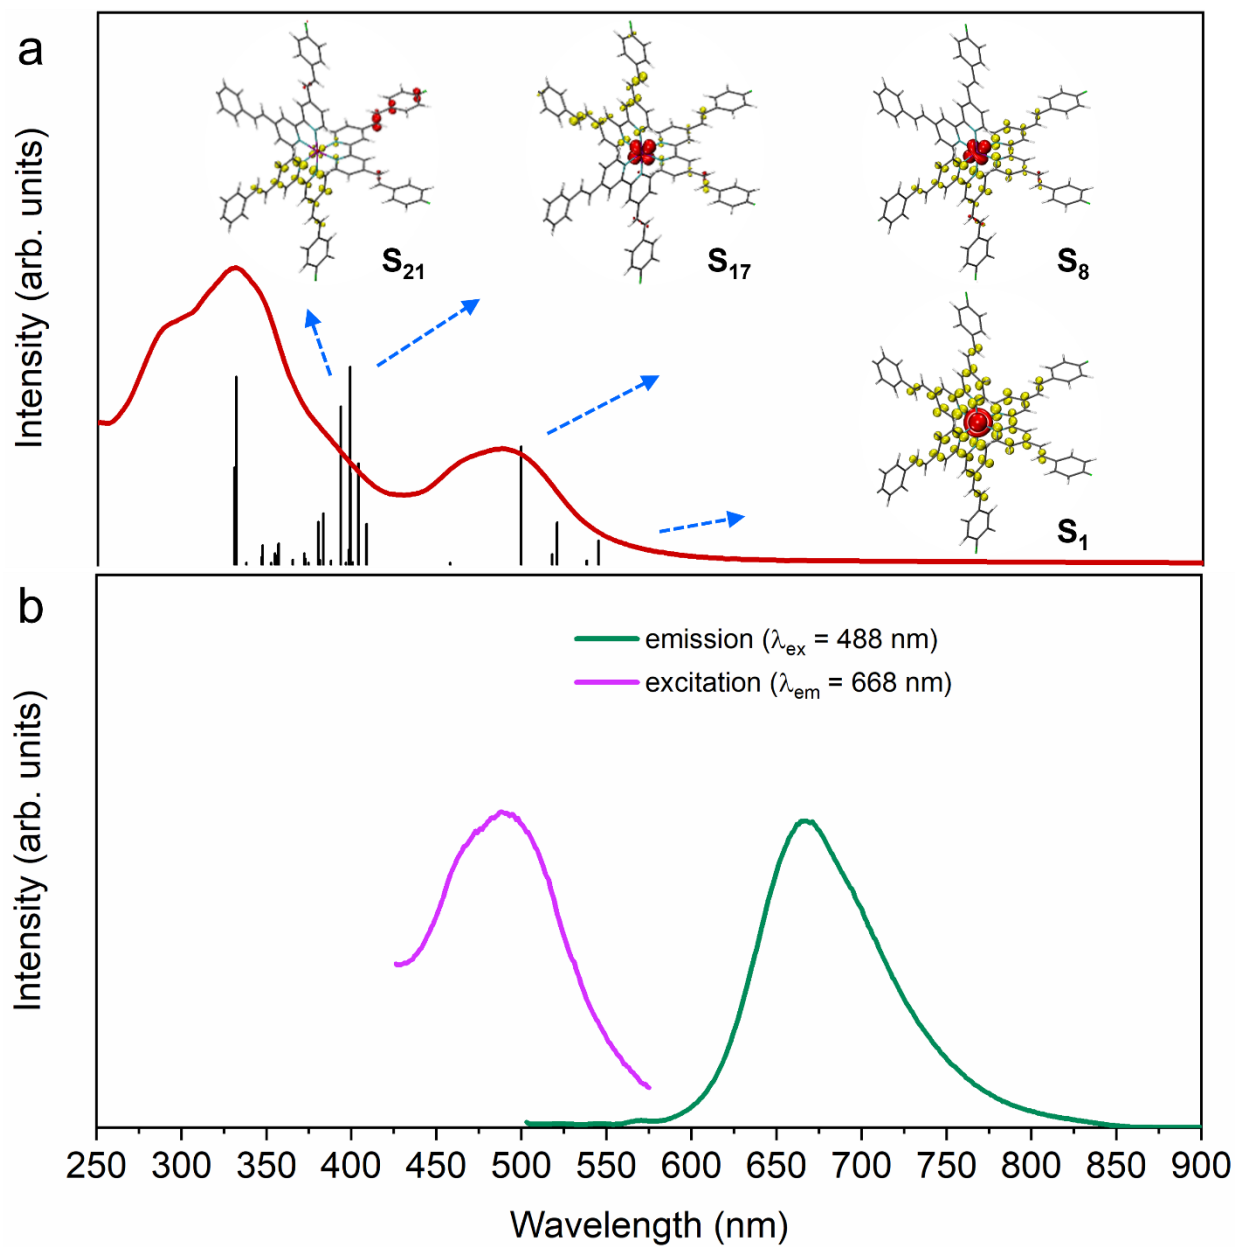 a
S21
S17
S8
S1
Intensity (arb. units)
b
emission (λex = 488 nm)
excitation (λem = 668 nm)
Intensity (arb. units)
250 300 350 400 450 500 550 600 650 700 750 800 850 900
Wavelength (nm)